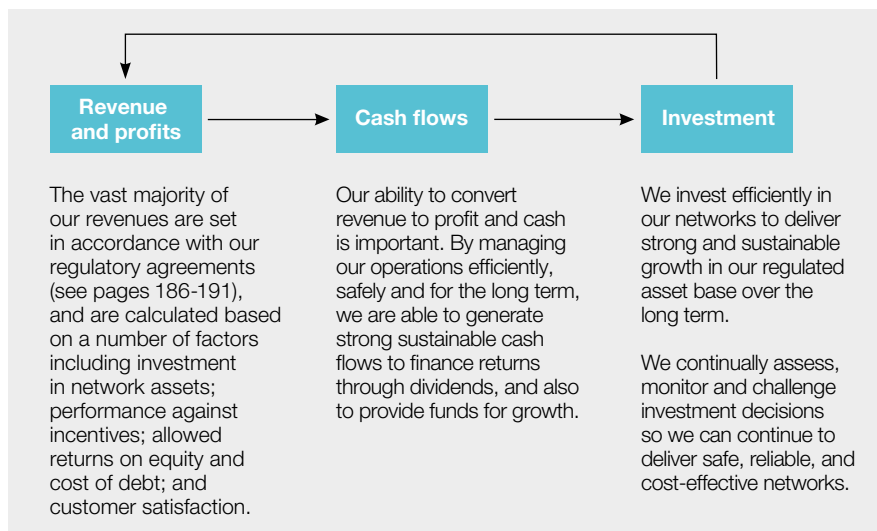 Revenue
and profits
Cash flows
Investment
The vast majority of
our revenues are set
in accordance with our
regulatory agreements
(see pages 186-191),
and are calculated based
on a number of factors
including investment
in network assets;
performance against
incentives; allowed
returns on equity and
cost of debt; and
customer satisfaction.
Our ability to convert
revenue to profit and cash
is important. By managing
our operations efficiently,
safely and for the long term,
we are able to generate
strong sustainable cash
flows to finance returns
through dividends, and also
to provide funds for growth.
We invest efficiently in
our networks to deliver
strong and sustainable
growth in our regulated
asset base over the
long term.
We continually assess,
monitor and challenge
investment decisions
so we can continue to
deliver safe, reliable, and
cost-effective networks.